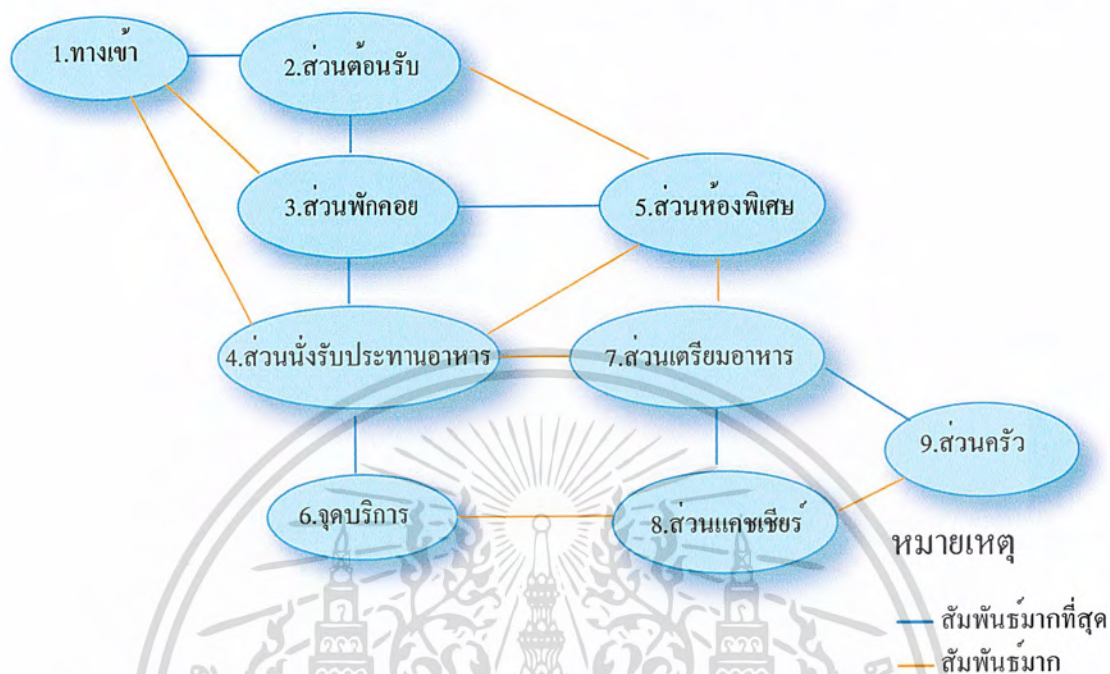 1.ทางเข้า
2.ส่วนต้อนรับ
3.ส่วนพักคอย
5.ส่วนห้องพิเศษ
4.ส่วนนั่งรับประทานอาหาร
7.ส่วนเตรียมอาหาร
9.ส่วนครัว
6.จุดบริการ
8.ส่วนแคชเชียร์
หมายเหตุ
สัมพันธ์มากที่สุด
สัมพันธ์มาก